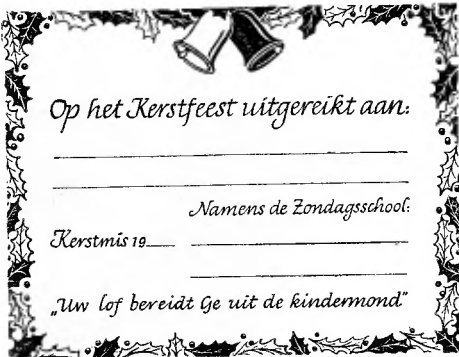 Op het Kerstfeest uitgereikt aan:
Namens de Zondagsschool:
Kerstmis 19
„Uw lof bereidt Ge uit de kindermond”